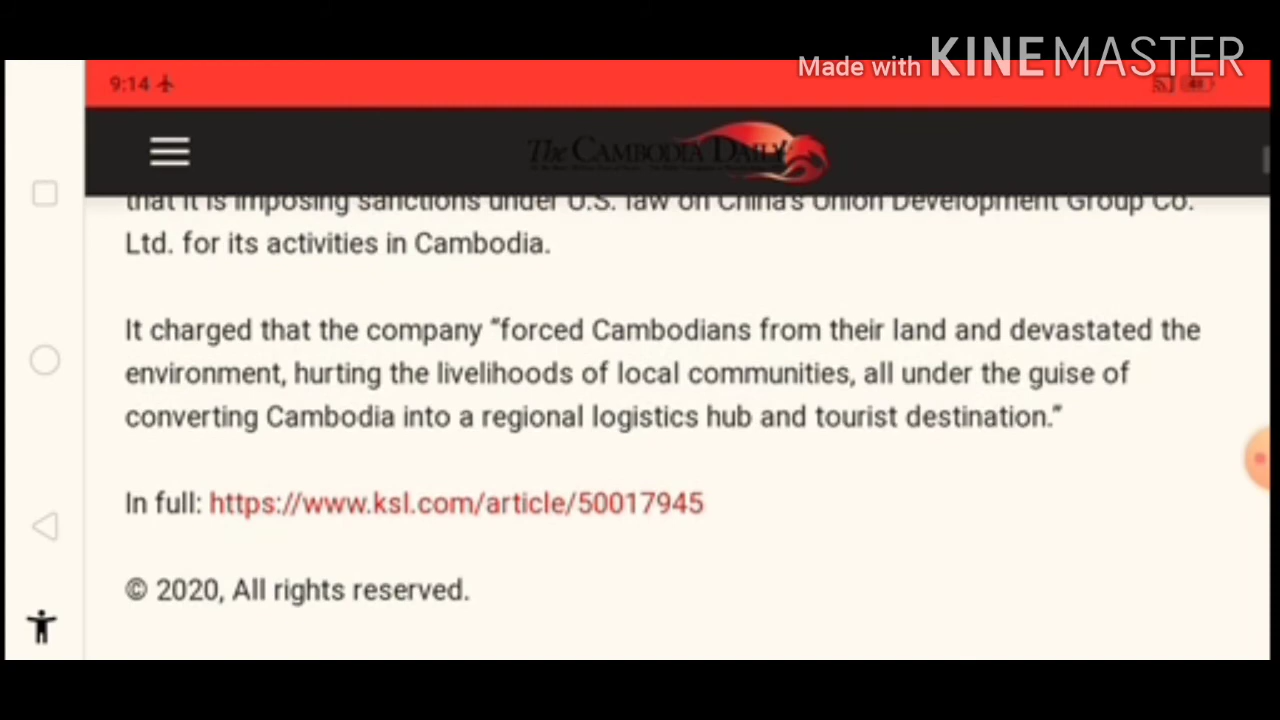 Made with KINEMASTER
9:14
The CAMBODIA DAILY
that it is imposing sanctions under U.S. law on China's Union Development Group Co.
Ltd. for its activities in Cambodia.
It charged that the company “forced Cambodians from their land and devastated the
environment, hurting the livelihoods of local communities, all under the guise of
converting Cambodia into a regional logistics hub and tourist destination.”
In full: https://www.ksl.com/article/50017945
© 2020, All rights reserved.